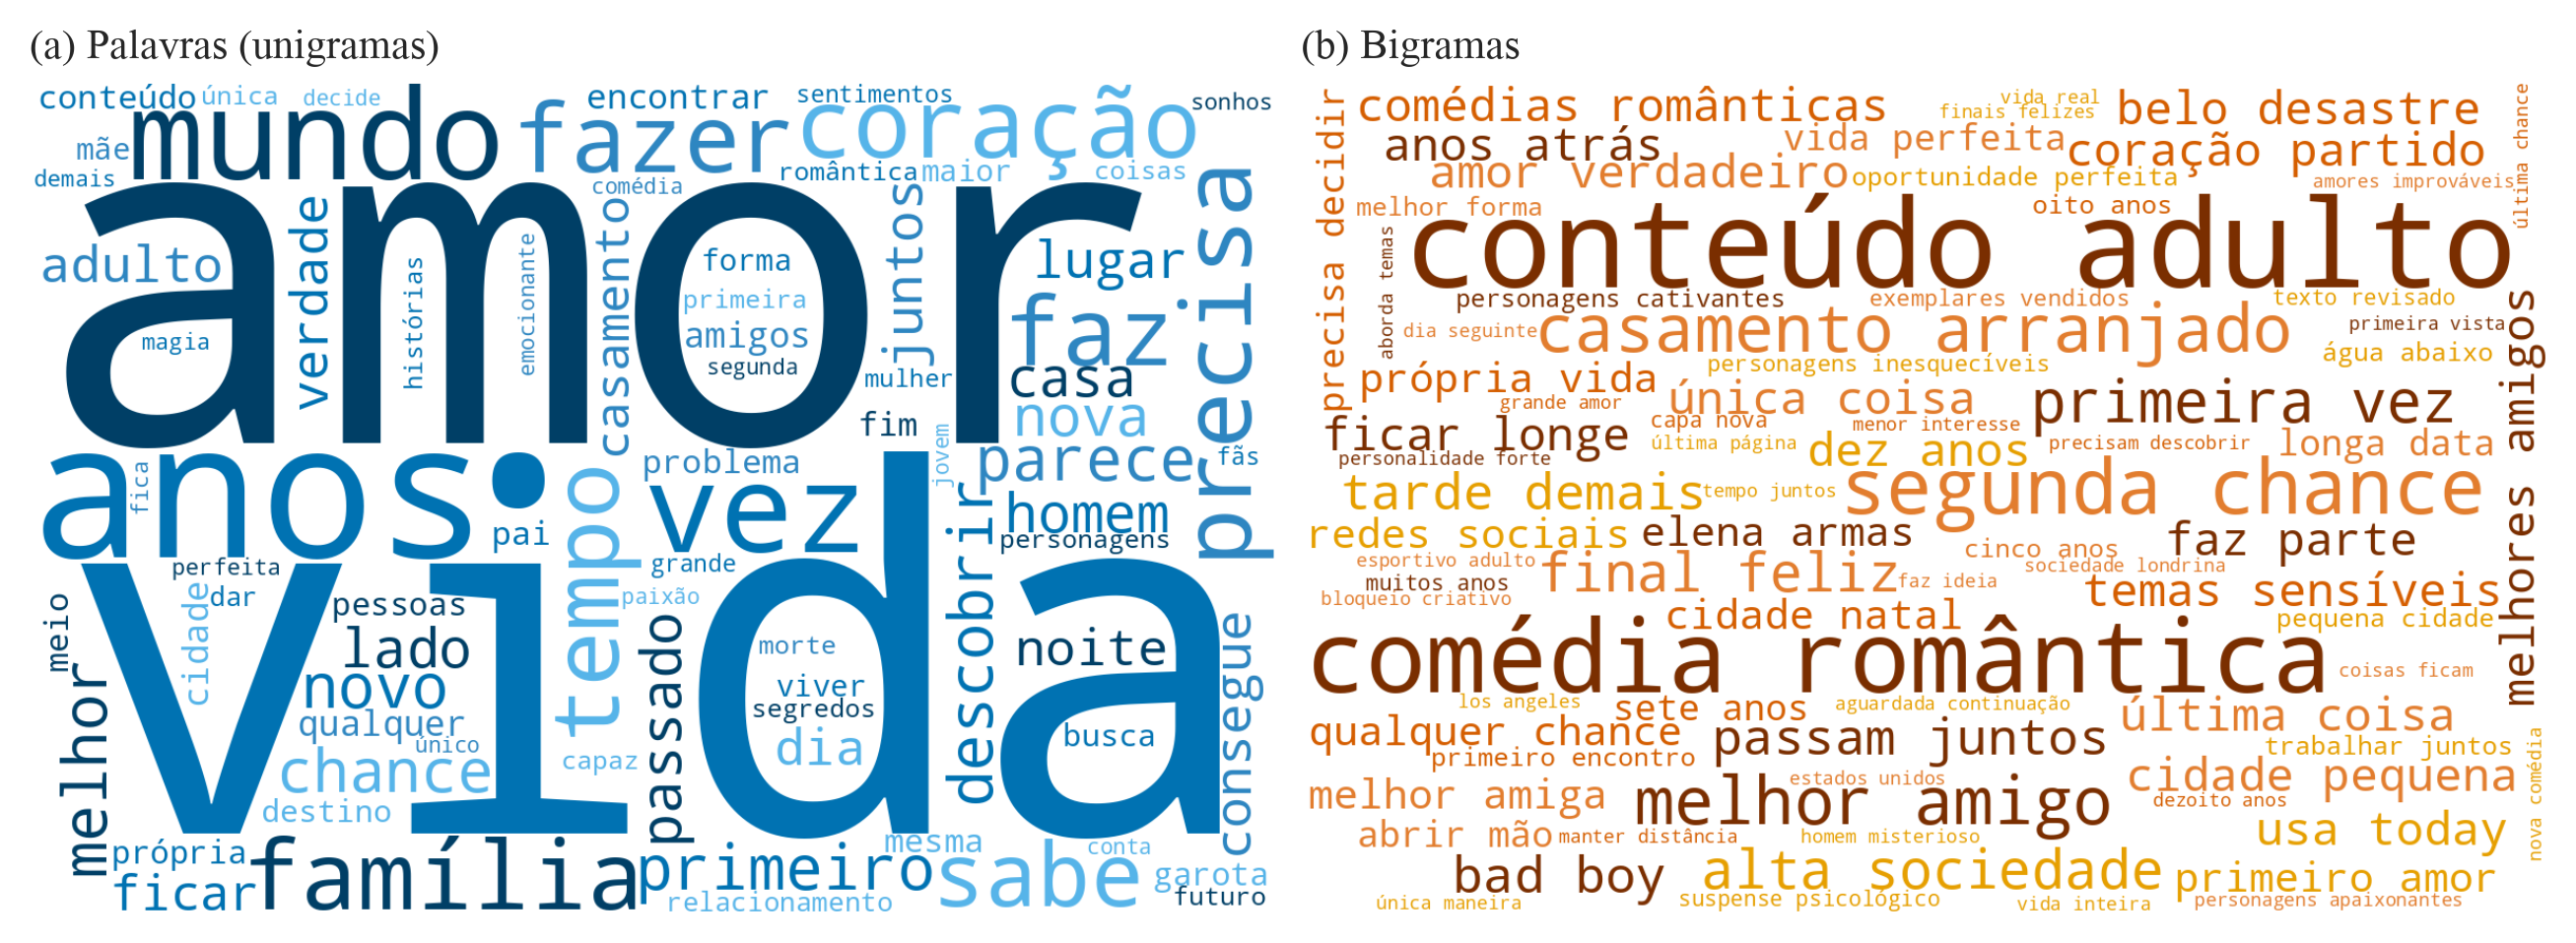 (a) Palavras (unigramas)
conteúdo única decide encontrar sentimentos sonhos
mundo fazer coração
mãe
demais
comédia romântica maior coisas
amor
adulto verdade histórias emocionante casamento juntos precisa
magia
forma
primeira
amigos
segunda
lugar
faz
mulher casa
fim nova
anos vida
fica
pai
tempo
problema
vez
jovem
parece fãs
homem
personagens
perfeita
dar
cidade
meio
melhor
pessoas
lado
novo
qualquer
único
chance
destino
grande
paixão
capaz
passado
morte
viver
segredos
dia
descobrir
noite
busca
consegue
própria
ficar
família
primeiro
relacionamento
mesma
sabe
conta
garota
futuro
(b) Bigramas
precisa decidir
comédias românticas
vida real
finais felizes
belo desastre
última chance
anos atrás
vida perfeita
coração partido
amor verdadeiro
oportunidade perfeita
amores improváveis
melhor forma
oito anos
aborda temas
conteúdo adulto
personagens cativantes
exemplares vendidos
texto revisado
dia seguinte
casamento arranjado
primeira vista
personagens inesquecíveis
água abaixo
melhores amigos
própria vida
grande amor
única coisa
primeira vez
ficar longe
capa nova
menor interesse
personalidade forte
última página
dez anos
precisam descobrir
longa data
tarde demais
tempo juntos
segunda chance
redes sociais
elena armas
cinco anos
faz parte
esportivo adulto
final feliz
faz ideia
sociedade londrina
muitos anos
bloqueio criativo
temas sensíveis
cidade natal
pequena cidade
comédia romântica
coisas ficam
los angeles
sete anos
aguardada continuação
última coisa
qualquer chance
passam juntos
trabalhar juntos
nova comédia
primeiro encontro
estados unidos
cidade pequena
melhor amiga
melhor amigo
dezoito anos
abrir mão
manter distância
homem misterioso
usa today
bad boy
alta sociedade
primeiro amor
única maneira
suspense psicológico
vida inteira
personagens apaixonantes